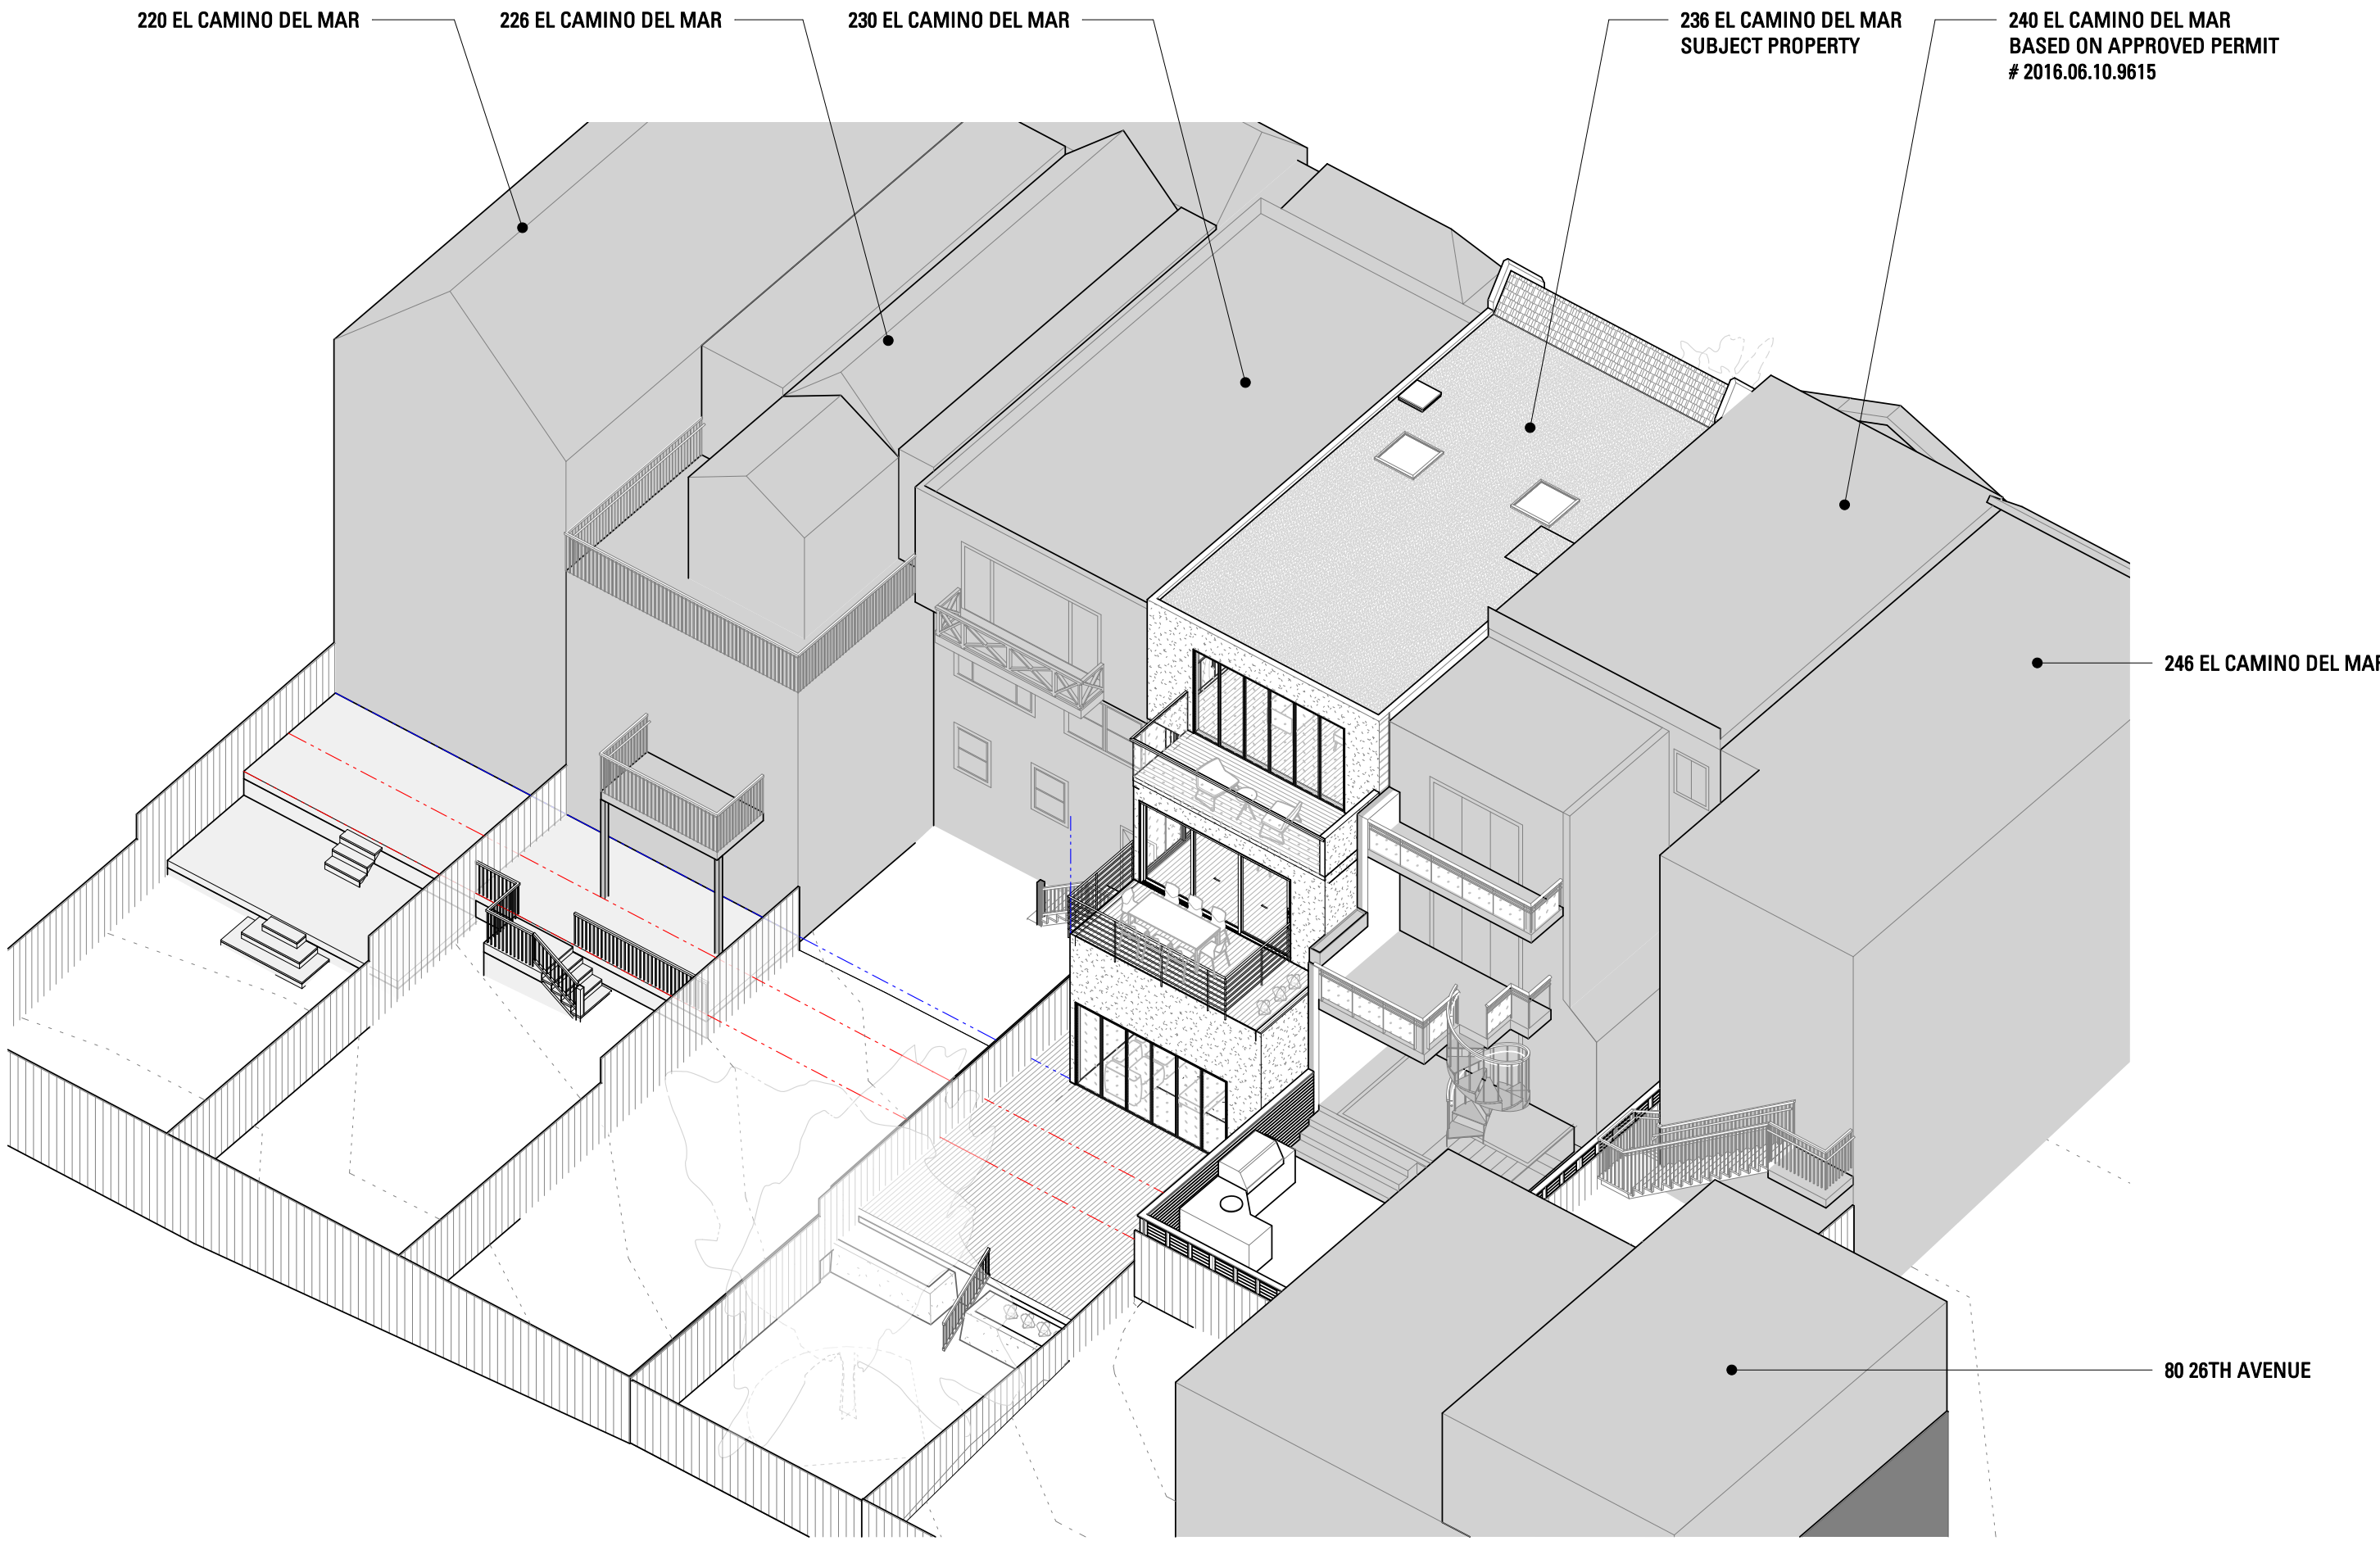 220 EL CAMINO DEL MAR
226 EL CAMINO DEL MAR
230 EL CAMINO DEL MAR
236 EL CAMINO DEL MAR
SUBJECT PROPERTY
240 EL CAMINO DEL MAR
BASED ON APPROVED PERMIT
# 2016.06.10.9615
246 EL CAMINO DEL MAR
80 26TH AVENUE